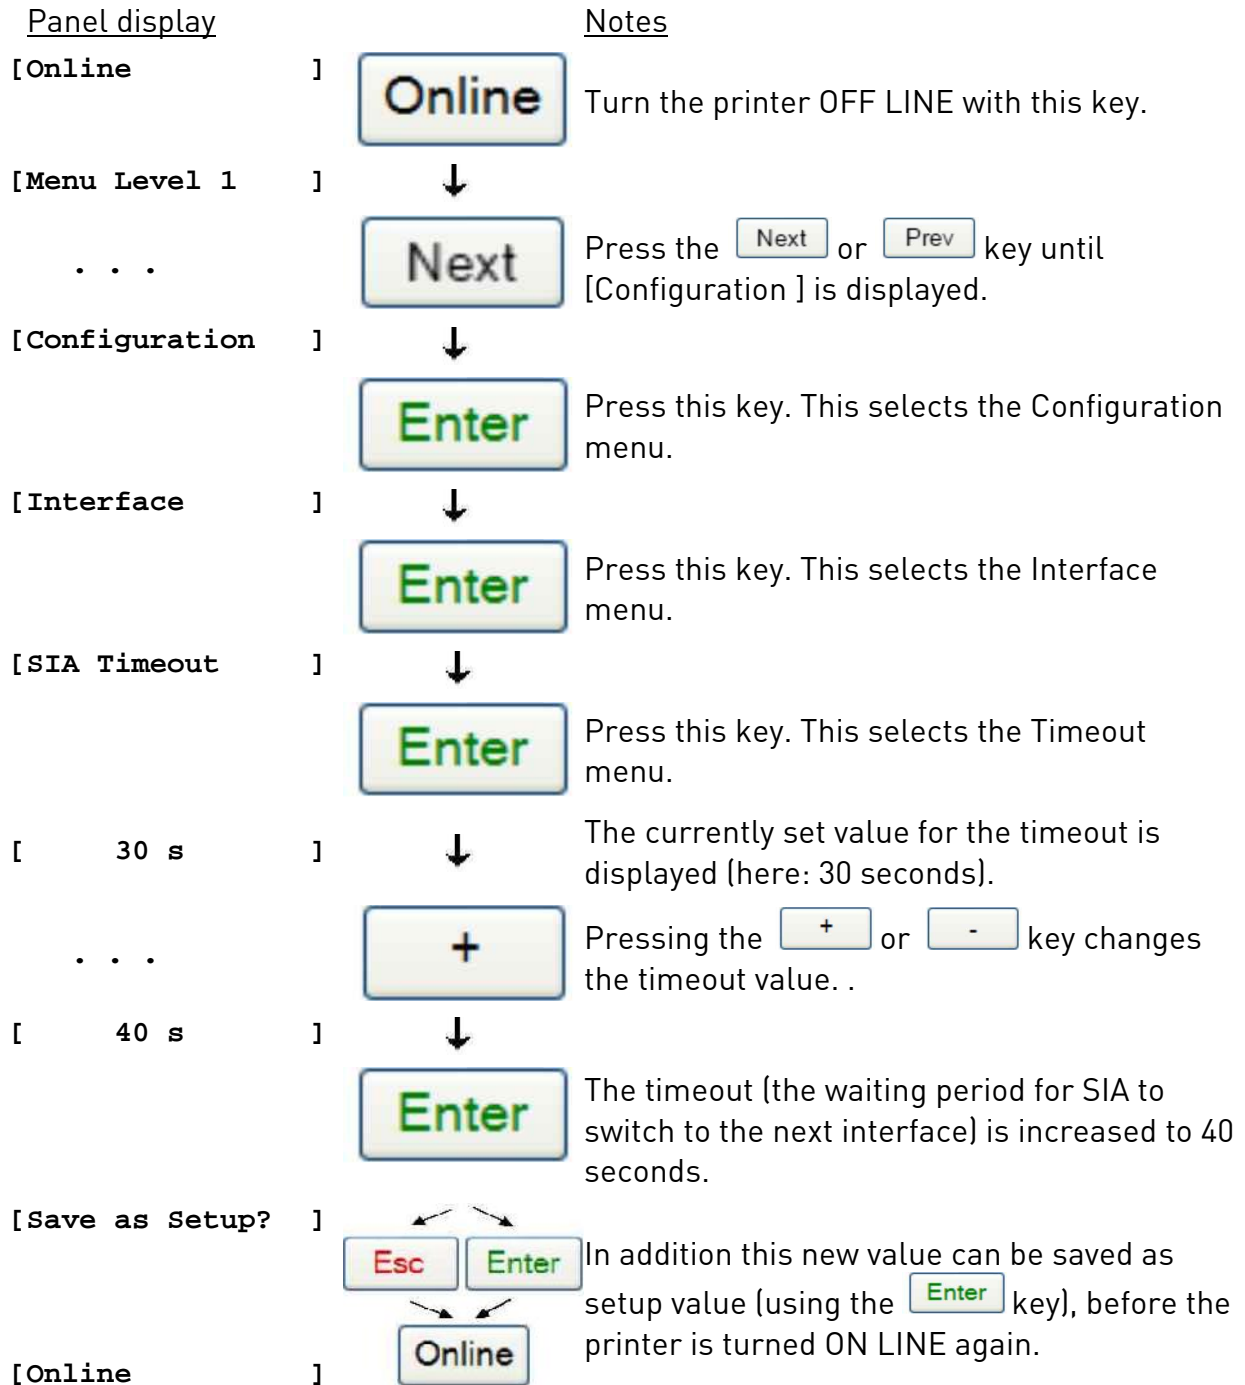 Panel display Notes
[Online ] Online Turn the printer OFF LINE with this key.
[Menu Level 1 ]
. . . Next Press the Next or Prev key until
[Configuration ] is displayed.
[Configuration ]
Enter Press this key. This selects the Configuration
menu.
[Interface ]
Enter Press this key. This selects the Interface
menu.
[SIA Timeout ]
Enter Press this key. This selects the Timeout
menu.
[ 30 s ] The currently set value for the timeout is
displayed (here: 30 seconds).
. . . + Pressing the + or - key changes
the timeout value. .
[ 40 s ]
Enter The timeout (the waiting period for SIA to
switch to the next interface) is increased to 40
seconds.
[Save as Setup? ]
Esc Enter In addition this new value can be saved as
setup value (using the Enter key), before the
Online printer is turned ON LINE again.
[Online ]